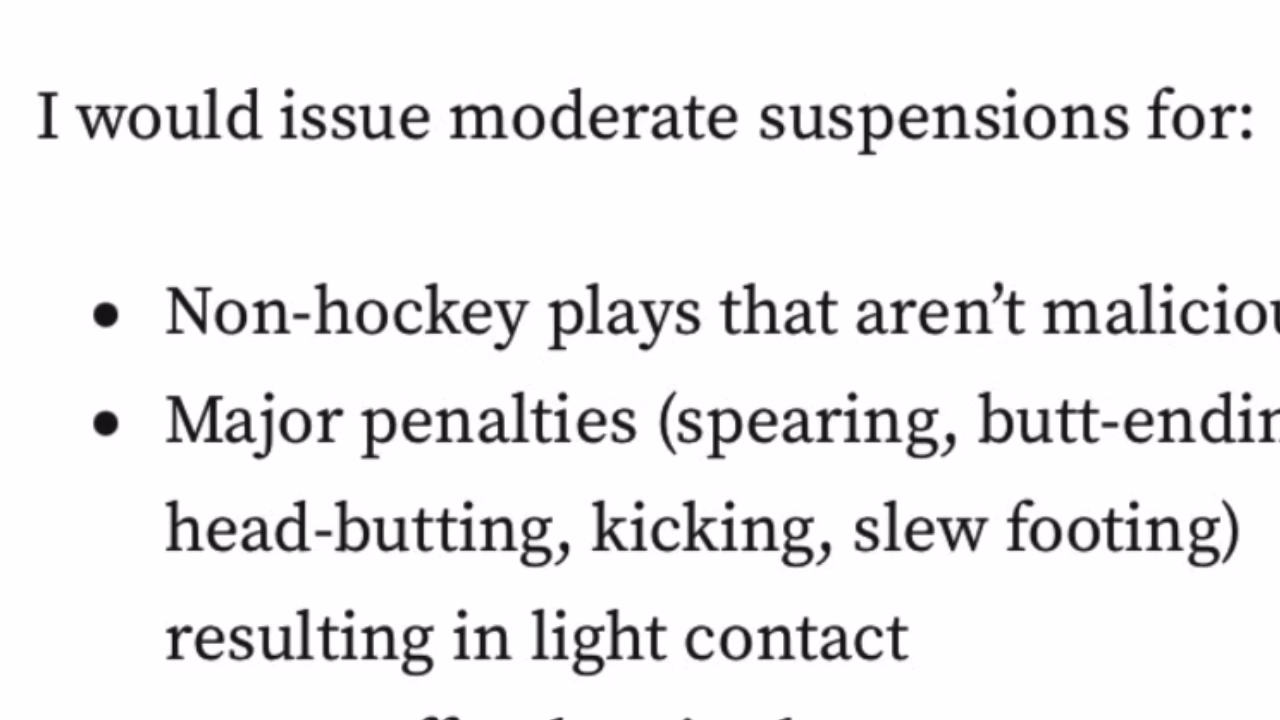 I would issue moderate suspensions for:
• Non-hockey plays that aren’t maliciou
• Major penalties (spearing, butt-endin
head-butting, kicking, slew footing)
resulting in light contact